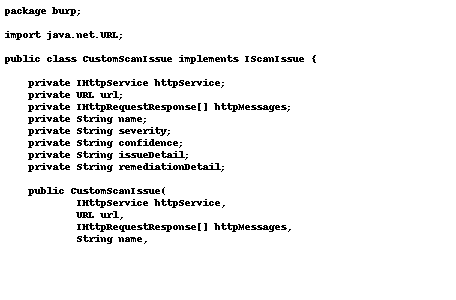 package burp;
import java.net.URL;
public class CustomScanIssue implements IScanIssue {
private IHttpService httpService;
private URL url;
private IHttpRequestResponse[] httpMessages;
private String name;
private String severity;
private String confidence;
private String issueDetail;
private String remediationDetail;
public CustomScanIssue(
IHttpService httpService,
URL url,
IHttpRequestResponse[] httpMessages,
String name,